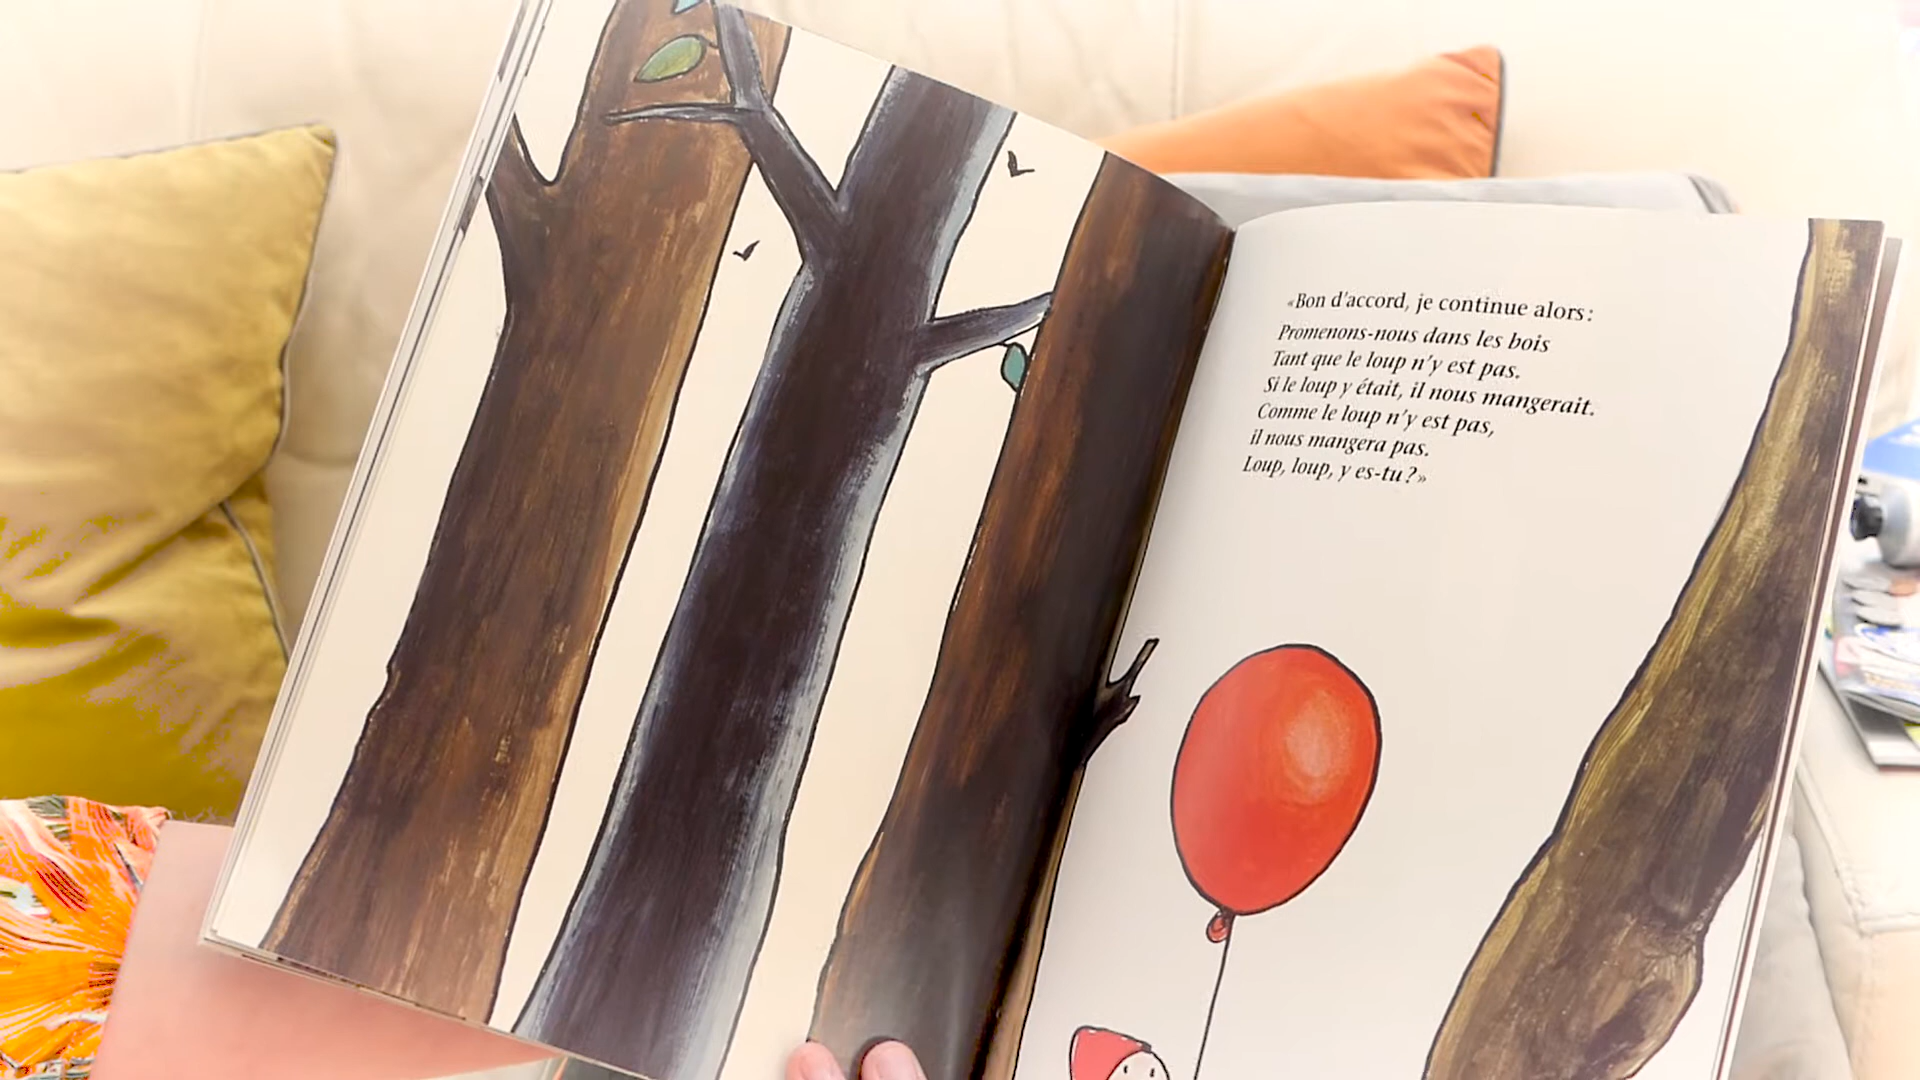 «Bon d'accord, je continue alors :
Promenons-nous dans les bois
Tant que le loup n'y est pas.
Si le loup y était, il nous mangerait.
Comme le loup n'y est pas,
il nous mangera pas.
Loup, loup, y es-tu ?»